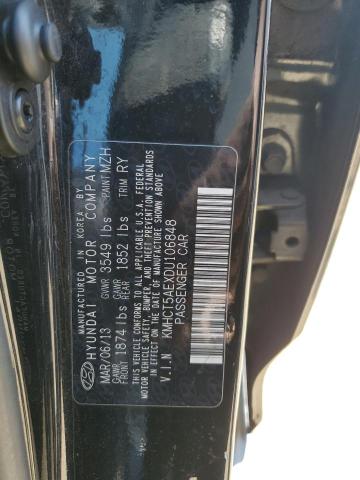 MANUFACTURED IN KOREA BY
HYUNDAI MOTOR COMPANY
MAR/06/13 GVWR 3549 lbs PAINT MZH
GAWR FRONT 1874 lbs GAWR REAR 1852 lbs TRIM RY
THIS VEHICLE CONFORMS TO ALL APPLICABLE U.S.A. FEDERAL
MOTOR VEHICLE SAFETY, BUMPER, AND THEFT PREVENTION STANDARDS
IN EFFECT ON THE DATE OF MANUFACTURE SHOWN ABOVE.
V.I.N KMHCT5AEXDU106848
PASSENGER CAR